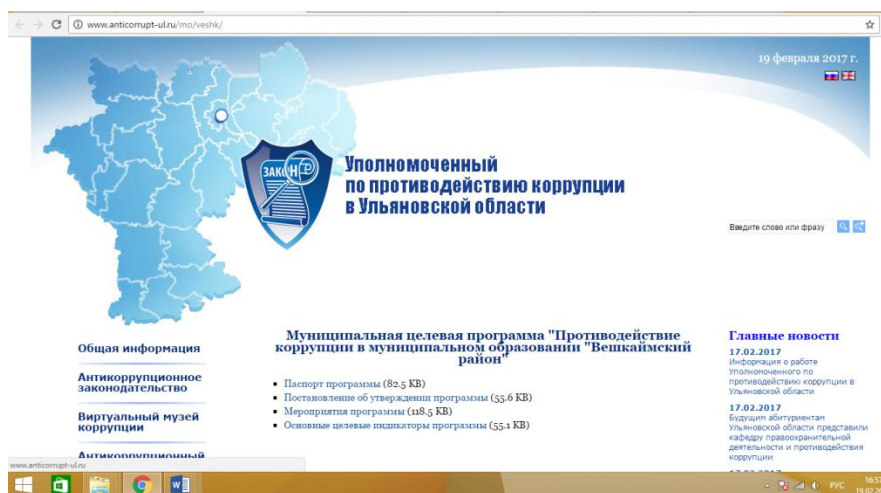 www.anticorrupt-ul.ru/mo/veshk/
19 февраля 2017 г.
ЗАКОН
Уполномоченный
по противодействию коррупции
в Ульяновской области
Введите слово или фразу
Общая информация
Антикоррупционное
законодательство
Виртуальный музей
коррупции
Антикоррупционный
Муниципальная целевая программа "Противодействие
коррупции в муниципальном образовании "Вешкаймский
район"
Паспорт программы (82.5 KB)
Постановление об утверждении программы (55.6 KB)
Мероприятия программы (118.5 KB)
Основные целевые индикаторы программы (55.1 KB)
Главные новости
17.02.2017
Информация о работе
Уполномоченного по
противодействию коррупции в
Ульяновской области
17.02.2017
Будущим абитуриентам
Ульяновской области представили
кафедру правоохранительной
деятельности и противодействия
коррупции
17.02.2017
www.anticorrupt-ul.ru
РУС